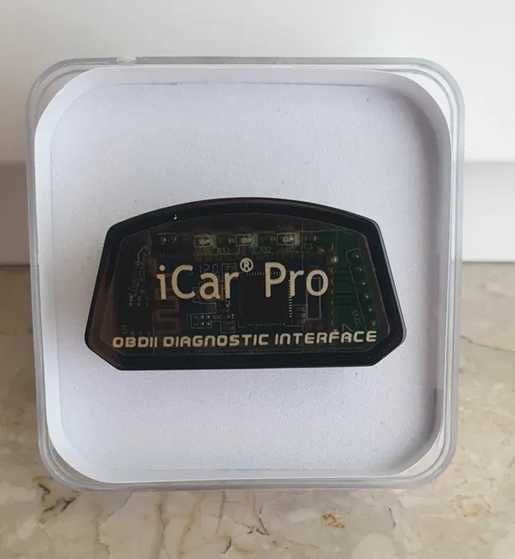 iCar® Pro
OBDII DIAGNOSTIC INTERFACE